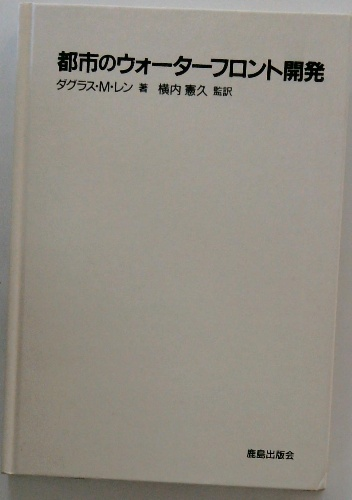 都市のウォーターフロント開発
ダグラス・M・レン 著 横内 憲久 監訳
鹿島出版会